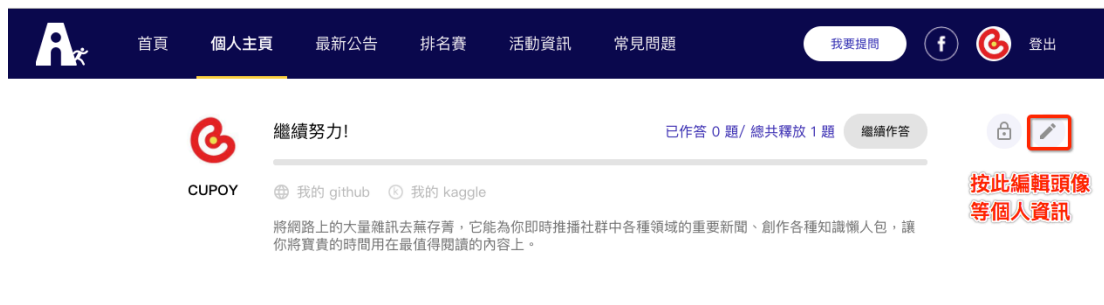 首頁 個人主頁 最新公告 排名賽 活動資訊 常見問題 我要提問 登出
繼續努力! 已作答 0 題/ 總共釋放 1 題 繼續作答
CUPOY 我的 github 我的 kaggle
按此編輯頭像
等個人資訊
將網路上的大量雜訊去蕪存菁，它能為你即時推播社群中各種領域的重要新聞、創作各種知識懶人包，讓
你將寶貴的時間用在最值得閱讀的內容上。